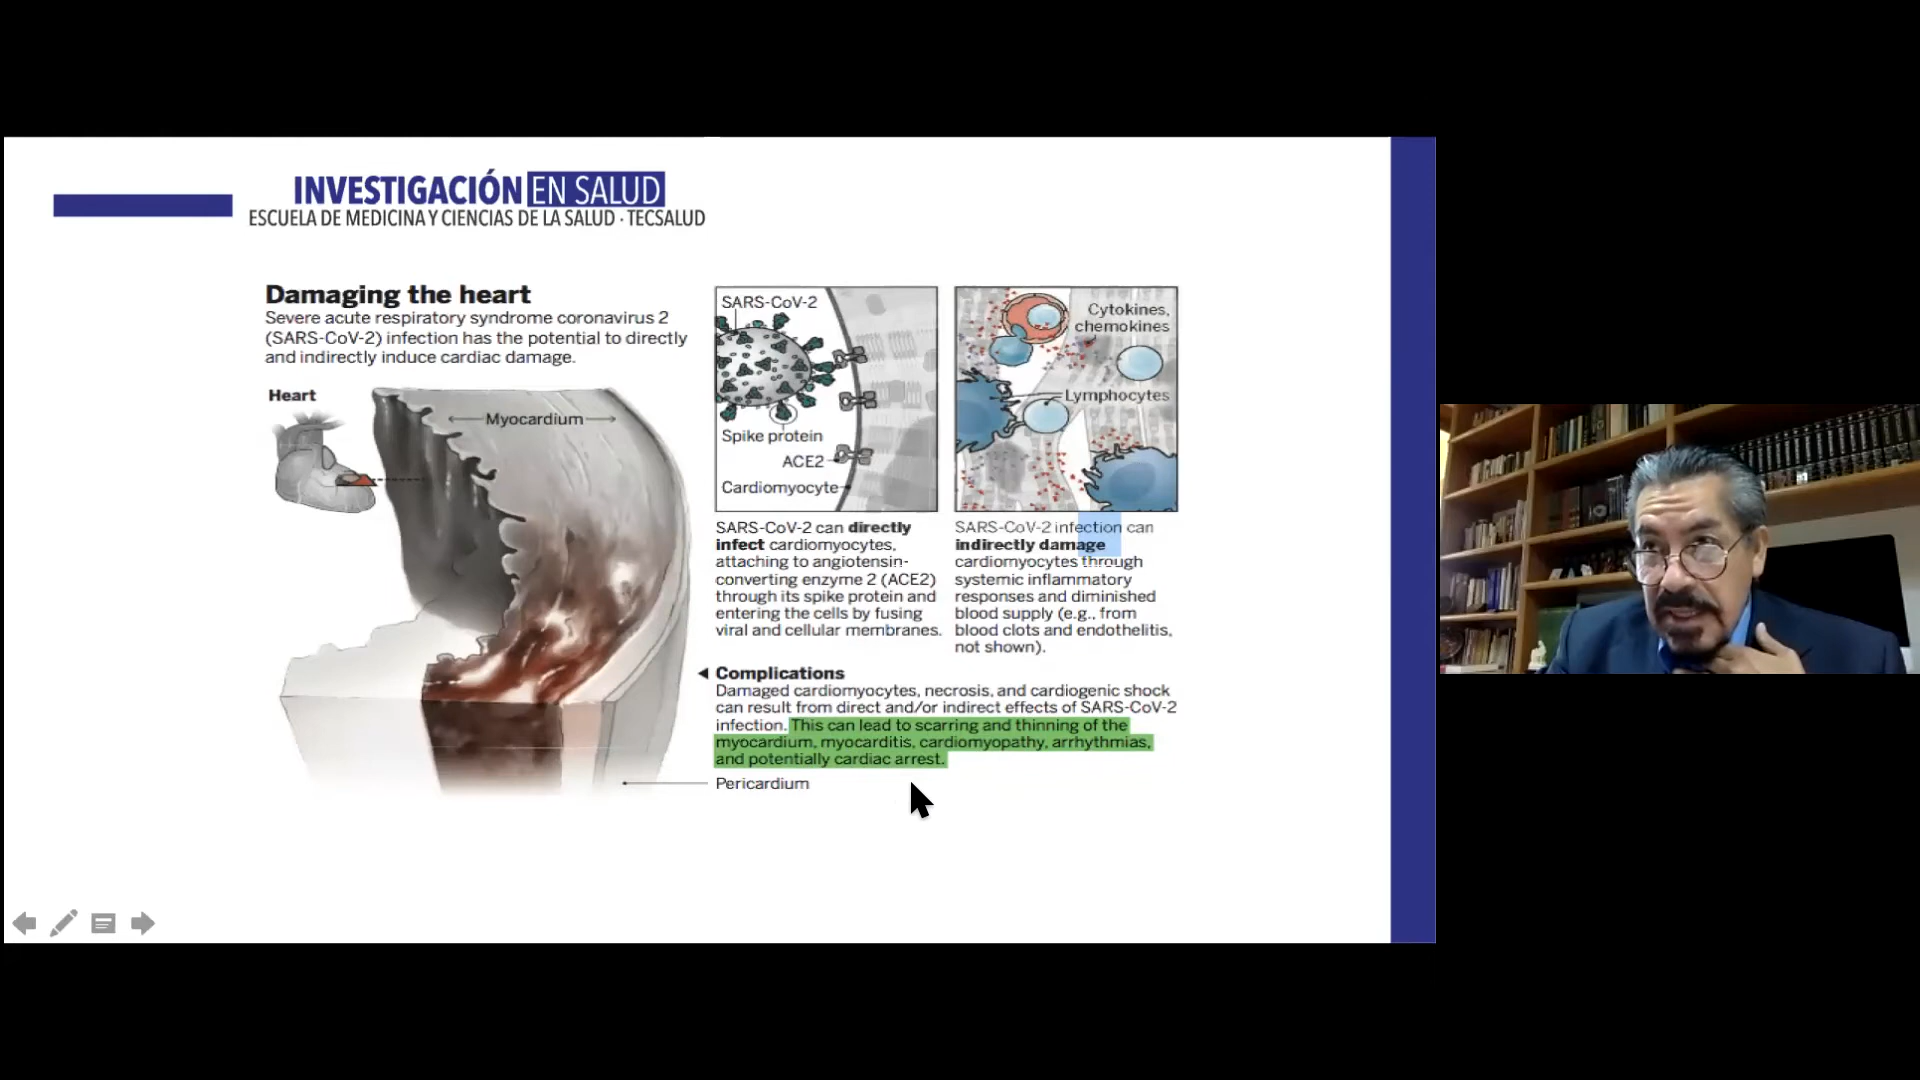 INVESTIGACIÓN EN SALUD
ESCUELA DE MEDICINA Y CIENCIAS DE LA SALUD · TECSALUD
Damaging the heart
Severe acute respiratory syndrome coronavirus 2
(SARS-CoV-2) infection has the potential to directly
and indirectly induce cardiac damage.
Heart
Myocardium
SARS-CoV-2
Spike protein
ACE2
Cardiomyocyte
SARS-CoV-2 can directly
infect cardiomyocytes,
attaching to angiotensin-
converting enzyme 2 (ACE2)
through its spike protein and
entering the cells by fusing
viral and cellular membranes.
Cytokines,
chemokines
Lymphocytes
SARS-CoV-2 infection can
indirectly damage
cardiomyocytes through
systemic inflammatory
responses and diminished
blood supply (e.g., from
blood clots and endothelitis,
not shown).
Complications
Damaged cardiomyocytes, necrosis, and cardiogenic shock
can result from direct and/or indirect effects of SARS-CoV-2
infection. This can lead to scarring and thinning of the
myocardium, myocarditis, cardiomyopathy, arrhythmias,
and potentially cardiac arrest.
Pericardium